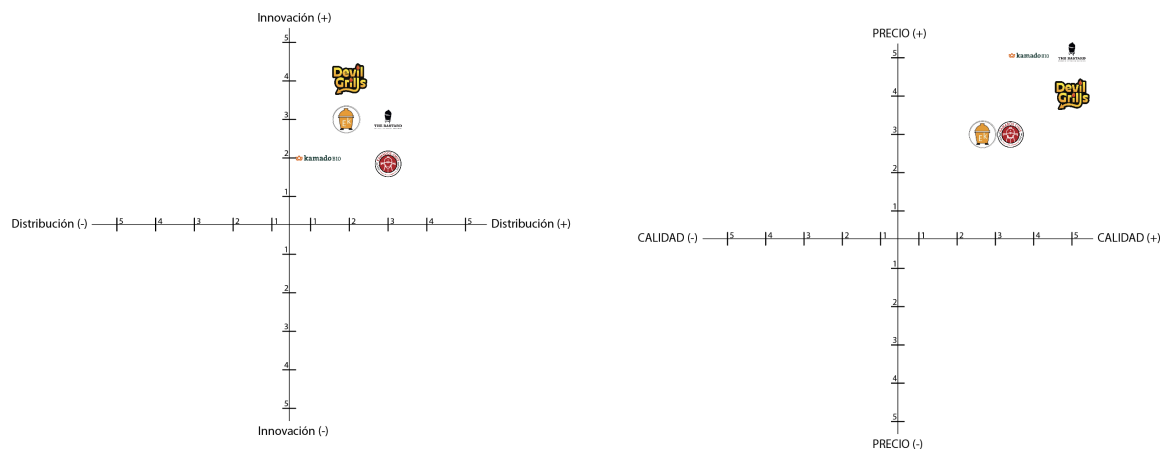 Innovación (+)
5
4
3
2
1
Devil
Grills
THE BASTARD
kamado BIO
Distribución (-)
5
4
3
2
1
1
2
3
4
5
Distribución (+)
1
2
3
4
5
Innovación (-)
PRECIO (+)
5
4
3
2
1
kamado BIO
THE BASTARD
Devil
Grills
CALIDAD (-)
5
4
3
2
1
1
2
3
4
5
CALIDAD (+)
1
2
3
4
5
PRECIO (-)